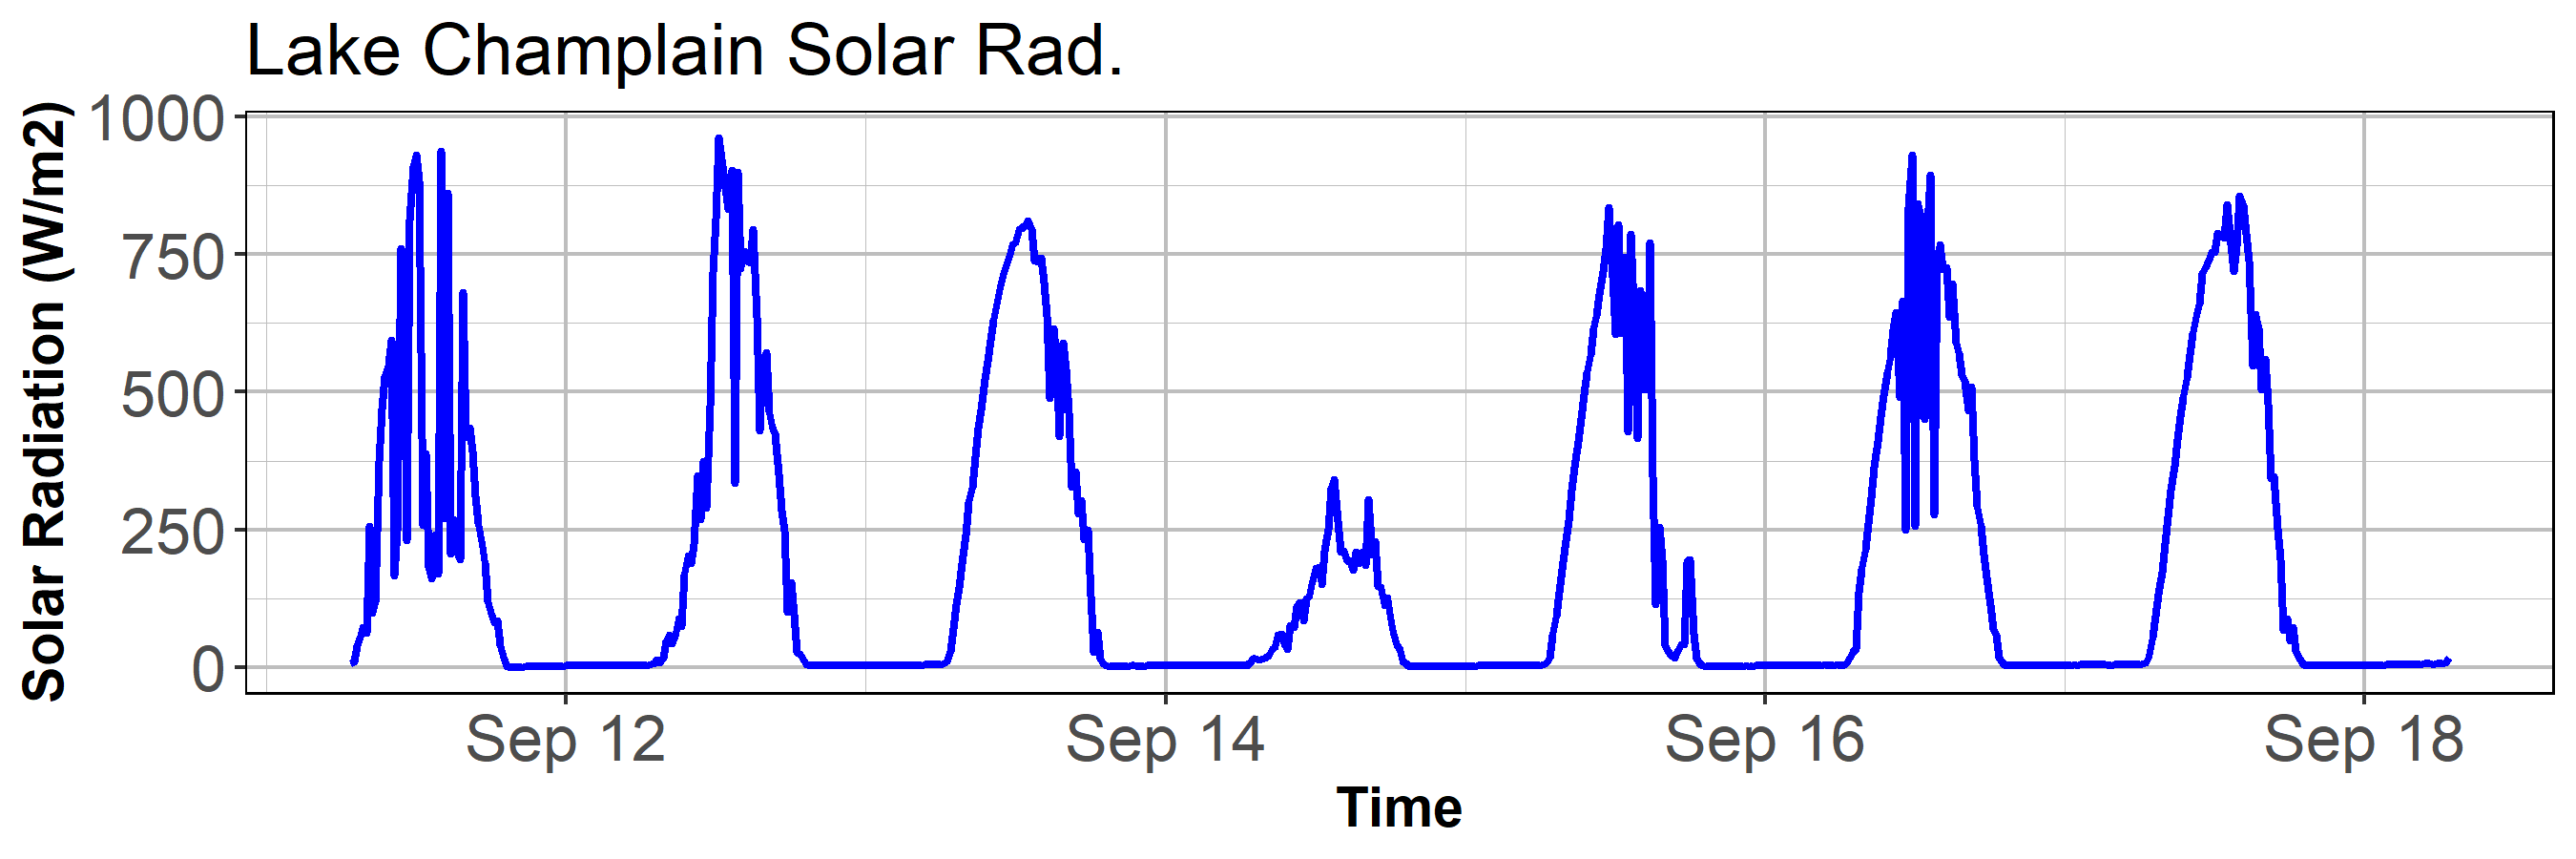 Lake Champlain Solar Rad.
Solar Radiation (W/m2)
1000
750
500
250
0
Sep 12
Sep 14
Sep 16
Sep 18
Time